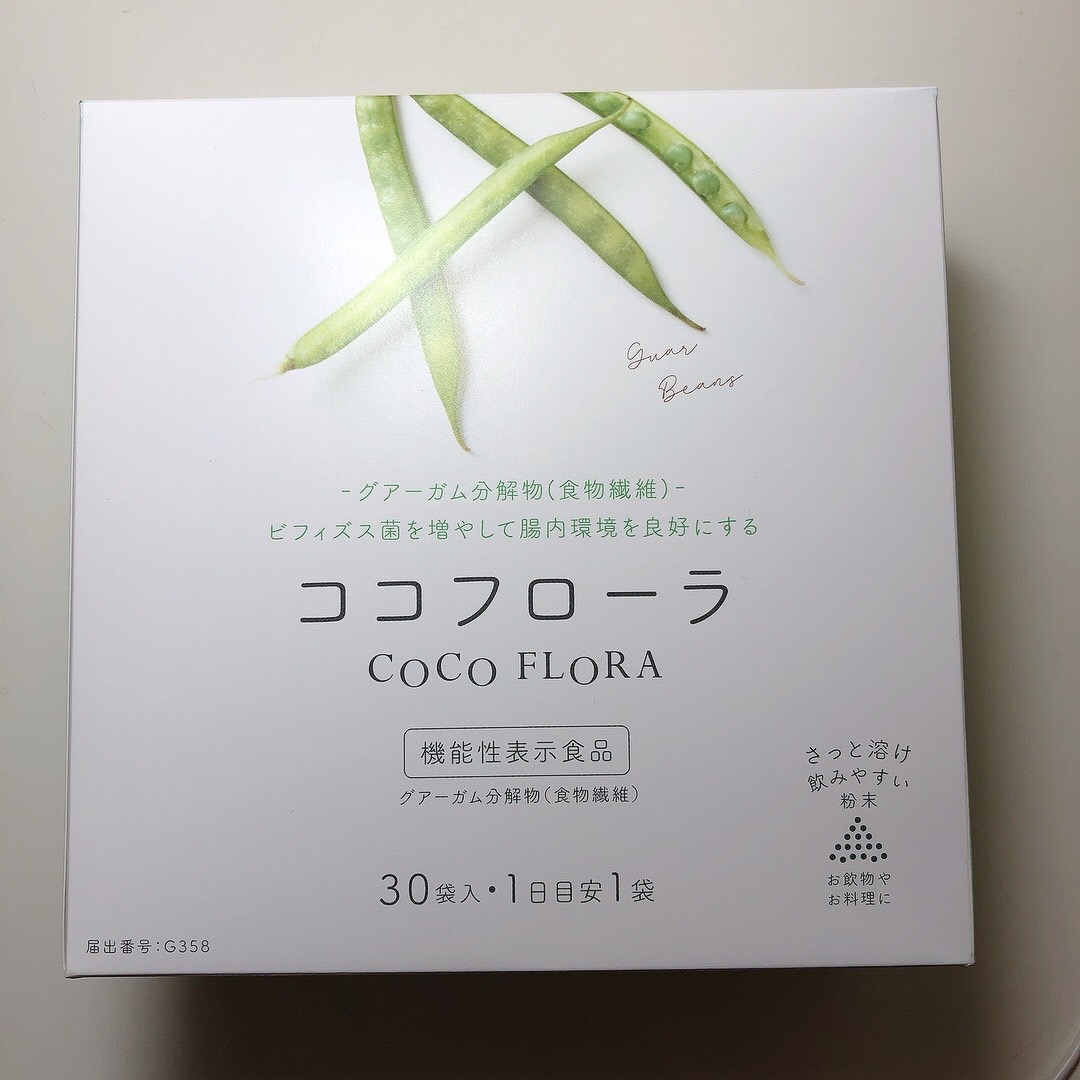 Guar
Beans
-グアーガム分解物(食物繊維)-
ビフィズス菌を増やして腸内環境を良好にする
ココフローラ
COCO FLORA
機能性表示食品
グアーガム分解物(食物繊維)
30袋入・1日目安1袋
さっと溶け
飲みやすい
粉末
お飲物や
お料理に
届出番号:G358